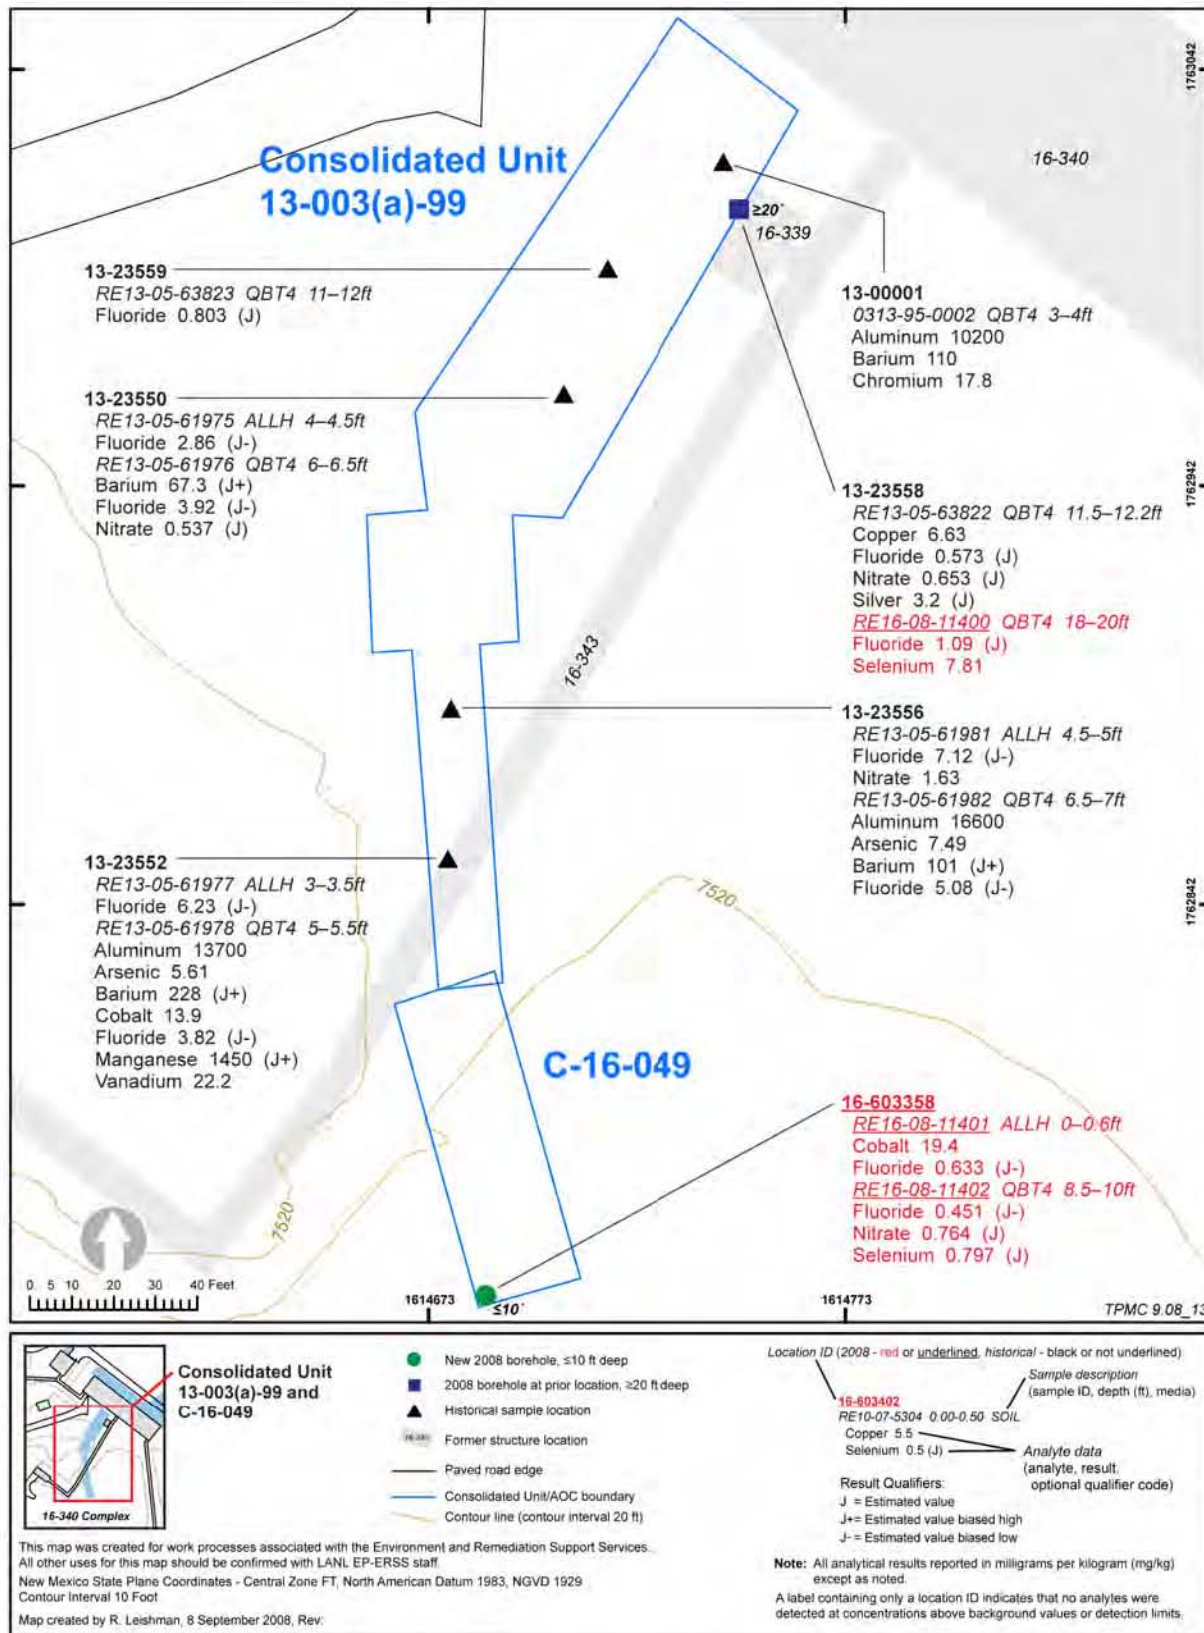 1763042
Consolidated Unit
13-003(a)-99
16-340
≥20'
16-339
13-23559
RE13-05-63823 QBT4 11–12ft
Fluoride 0.803 (J)
13-00001
0313-95-0002 QBT4 3–4ft
Aluminum 10200
Barium 110
Chromium 17.8
13-23550
RE13-05-61975 ALLH 4–4.5ft
Fluoride 2.86 (J-)
RE13-05-61976 QBT4 6–6.5ft
Barium 67.3 (J+)
Fluoride 3.92 (J-)
Nitrate 0.537 (J)
1762942
13-23558
RE13-05-63822 QBT4 11.5–12.2ft
Copper 6.63
Fluoride 0.573 (J)
Nitrate 0.653 (J)
Silver 3.2 (J)
RE16-08-11400 QBT4 18–20ft
Fluoride 1.09 (J)
Selenium 7.81
16-343
13-23556
RE13-05-61981 ALLH 4.5–5ft
Fluoride 7.12 (J-)
Nitrate 1.63
RE13-05-61982 QBT4 6.5–7ft
Aluminum 16600
Arsenic 7.49
Barium 101 (J+)
Fluoride 5.08 (J-)
13-23552
RE13-05-61977 ALLH 3–3.5ft
Fluoride 6.23 (J-)
RE13-05-61978 QBT4 5–5.5ft
Aluminum 13700
Arsenic 5.61
Barium 228 (J+)
Cobalt 13.9
Fluoride 3.82 (J-)
Manganese 1450 (J+)
Vanadium 22.2
7520
1762842
C-16-049
16-603358
RE16-08-11401 ALLH 0–0.6ft
Cobalt 19.4
Fluoride 0.633 (J-)
RE16-08-11402 QBT4 8.5–10ft
Fluoride 0.451 (J-)
Nitrate 0.764 (J)
Selenium 0.797 (J)
7520
0 5 10 20 30 40 Feet
1614673
≤10'
1614773
TPMC 9.08_13
Consolidated Unit
13-003(a)-99 and
C-16-049
16-340 Complex
New 2008 borehole, ≤10 ft deep
2008 borehole at prior location, ≥20 ft deep
Historical sample location
Former structure location
Paved road edge
Consolidated Unit/AOC boundary
Contour line (contour interval 20 ft)
Location ID (2008 - red or underlined, historical - black or not underlined)
Sample description
(sample ID, depth (ft), media)
16-603402
RE10-07-5304 0.00-0.50 SOIL
Copper 5.5
Selenium 0.5 (J)
Analyte data
(analyte, result,
optional qualifier code)
Result Qualifiers:
J = Estimated value
J+= Estimated value biased high
J-= Estimated value biased low
Note: All analytical results reported in milligrams per kilogram (mg/kg)
except as noted.
A label containing only a location ID indicates that no analytes were
detected at concentrations above background values or detection limits.
This map was created for work processes associated with the Environment and Remediation Support Services.
All other uses for this map should be confirmed with LANL EP-ERSS staff.
New Mexico State Plane Coordinates - Central Zone FT, North American Datum 1983, NGVD 1929
Contour Interval 10 Foot
Map created by R. Leishman, 8 September 2008, Rev: